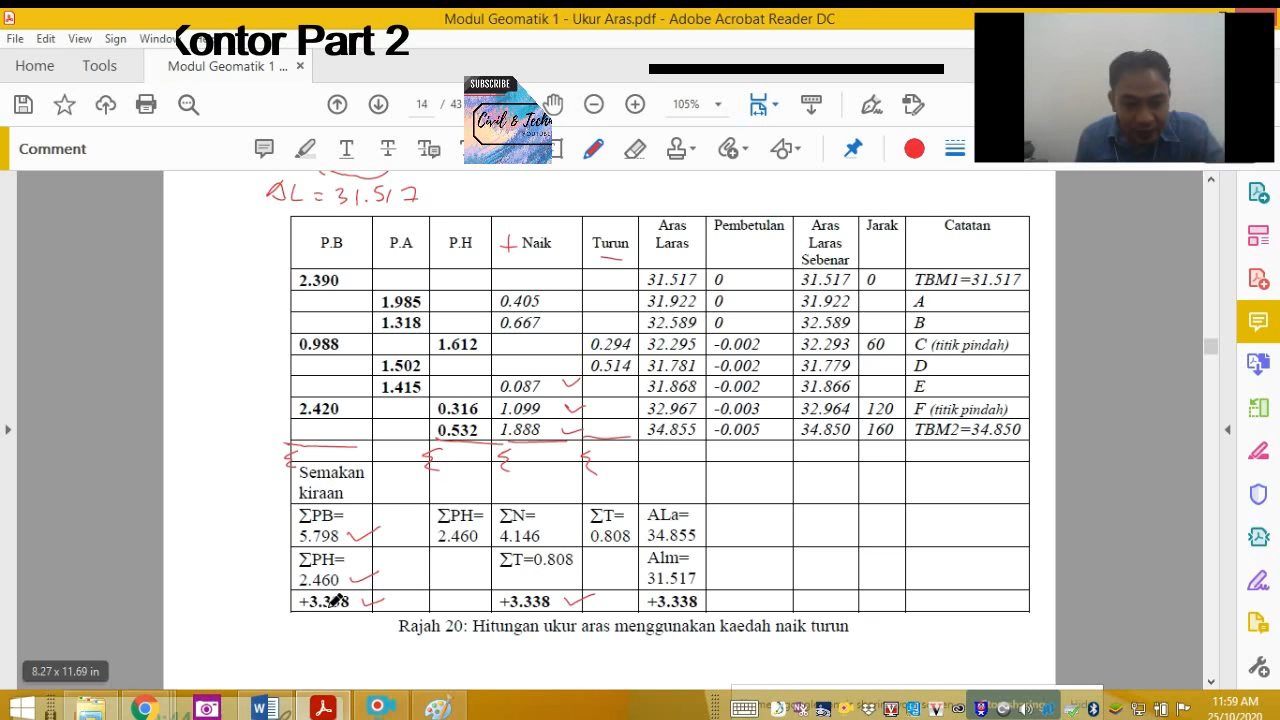 Modul Geomatik 1 - Ukur Aras.pdf - Adobe Acrobat Reader DC
File Edit View Sign Window
Kontor Part 2
Home Tools Modul Geomatik 1 ... ×
SUBSCRIBE
Civil & Techn
YOUTUBE
14 / 43 105%
Comment
ΔL = 31.517
P.B P.A P.H + Naik Turun Aras Laras Pembetulan Aras Laras Sebenar Jarak Catatan
2.390 31.517 0 31.517 0 TBM1=31.517
1.985 0.405 31.922 0 31.922 A
1.318 0.667 32.589 0 32.589 B
0.988 1.612 0.294 32.295 -0.002 32.293 60 C (titik pindah)
1.502 0.514 31.781 -0.002 31.779 D
1.415 0.087 31.868 -0.002 31.866 E
2.420 0.316 1.099 32.967 -0.003 32.964 120 F (titik pindah)
0.532 1.888 34.855 -0.005 34.850 160 TBM2=34.850
Semakan
kiraan
ΣPB= ΣPH= ΣN= ΣT= ALa=
5.798 2.460 4.146 0.808 34.855
ΣPH= ΣT=0.808 Alm=
2.460 31.517
+3.338 +3.338 +3.338
Rajah 20: Hitungan ukur aras menggunakan kaedah naik turun
8.27 x 11.69 in
11:59 AM
25/10/2020